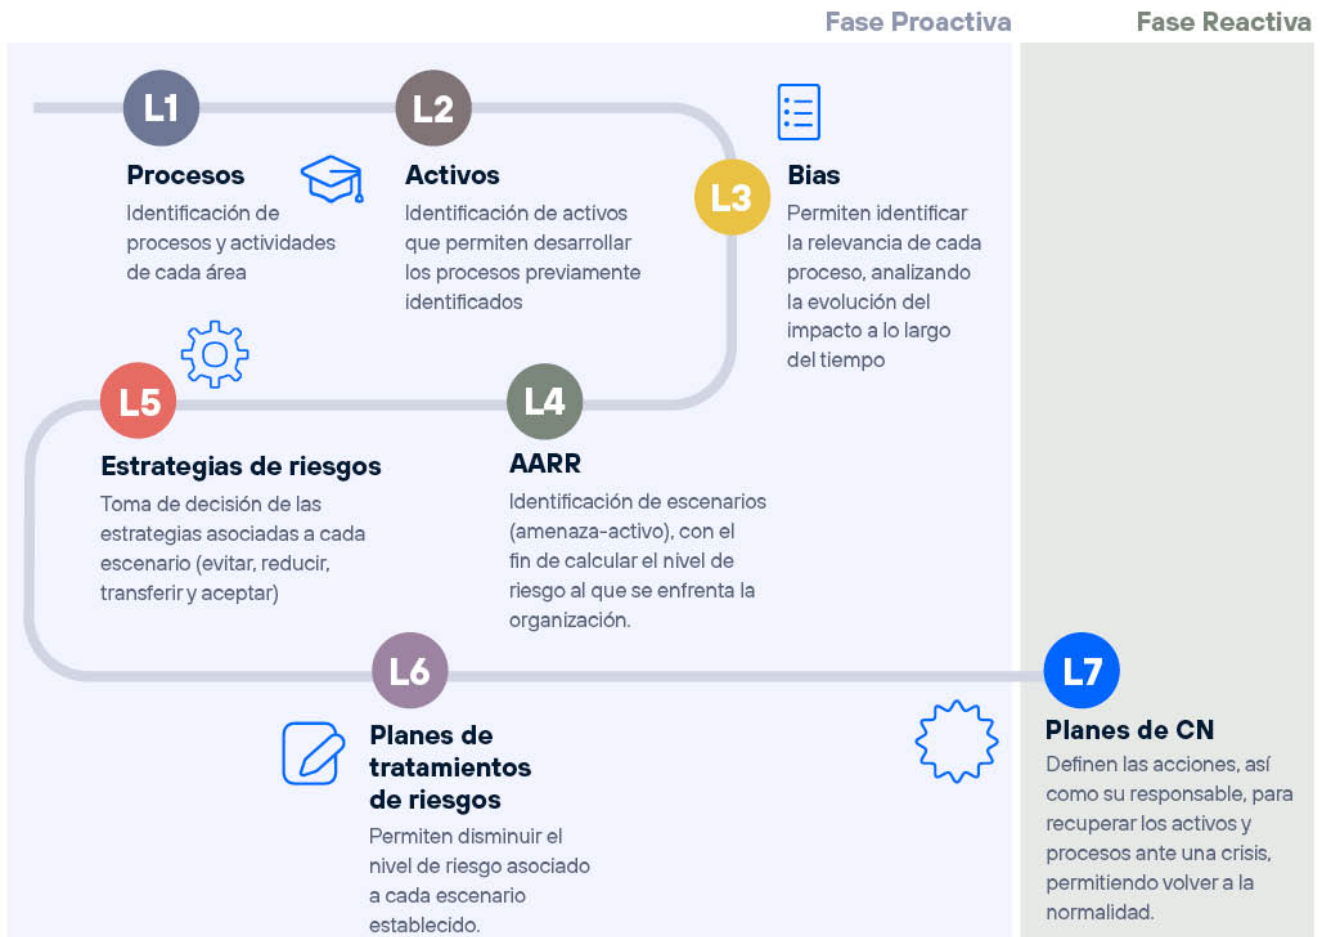 Fase Proactiva
Fase Reactiva
L1
Procesos
Identificación de
procesos y actividades
de cada área
L2
Activos
Identificación de activos
que permiten desarrollar
los procesos previamente
identificados
L3
Bias
Permiten identificar
la relevancia de cada
proceso, analizando
la evolución del
impacto a lo largo
del tiempo
L4
AARR
Identificación de escenarios
(amenaza-activo), con el
fin de calcular el nivel de
riesgo al que se enfrenta la
organización.
L5
Estrategias de riesgos
Toma de decisión de las
estrategias asociadas a cada
escenario (evitar, reducir,
transferir y aceptar)
L6
Planes de
tratamientos
de riesgos
Permiten disminuir el
nivel de riesgo asociado
a cada escenario
establecido.
L7
Planes de CN
Definen las acciones, así
como su responsable, para
recuperar los activos y
procesos ante una crisis,
permitiendo volver a la
normalidad.